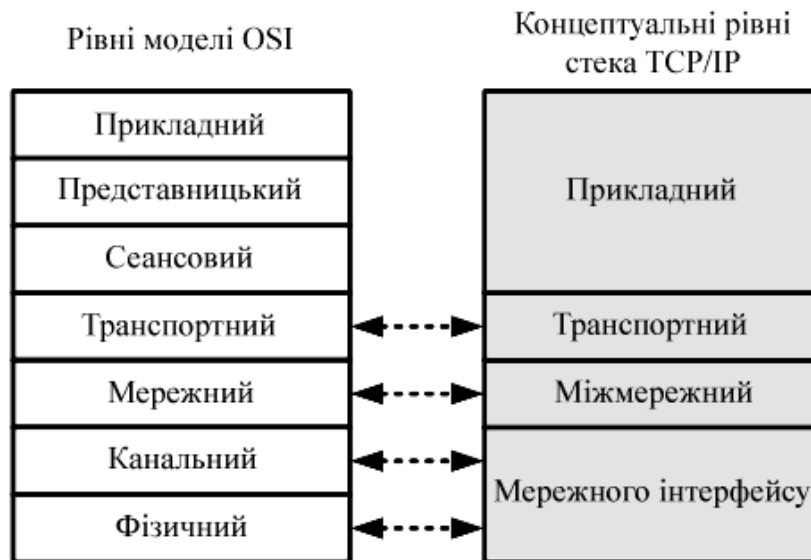 Рівні моделі OSI
Концептуальні рівні
стека TCP/IP
Прикладний
Представницький
Сеансовий
Транспортний
Мережний
Канальний
Фізичний
Прикладний
Транспортний
Міжмережний
Мережного інтерфейсу